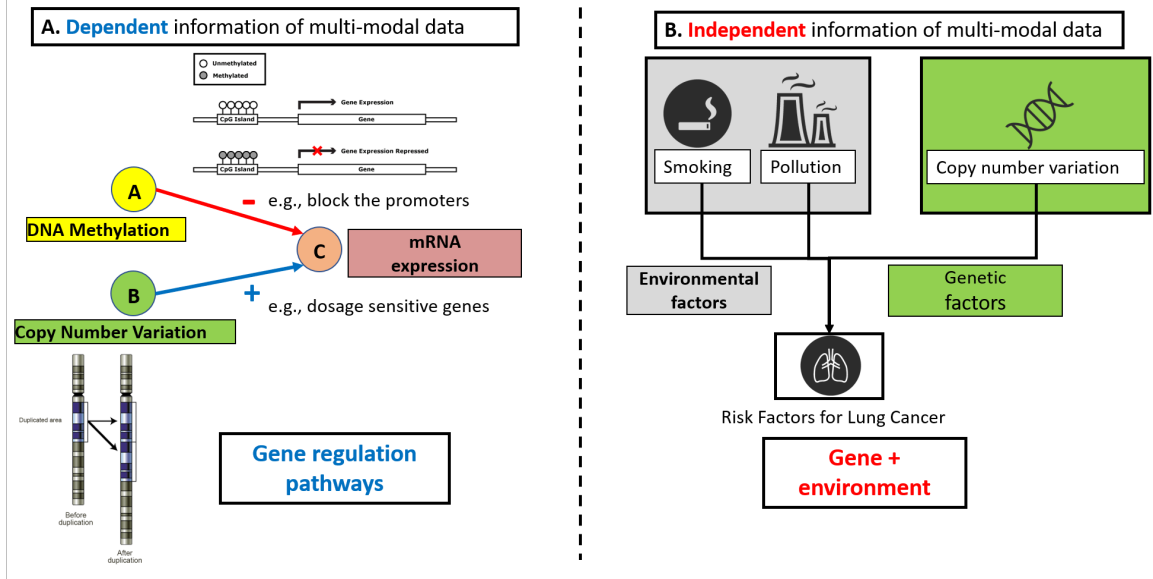 A. Dependent information of multi-modal data
Unmethylated
Methylated
Gene Expression
CpG Island
Gene
Gene Expression Repressed
CpG Island
Gene
A
- e.g., block the promoters
DNA Methylation
C
mRNA
expression
B
+
e.g., dosage sensitive genes
Copy Number Variation
Duplicated area
Before
duplication
After
duplication
Gene regulation
pathways
B. Independent information of multi-modal data
Smoking
Pollution
Copy number variation
Environmental
factors
Genetic
factors
Risk Factors for Lung Cancer
Gene +
environment